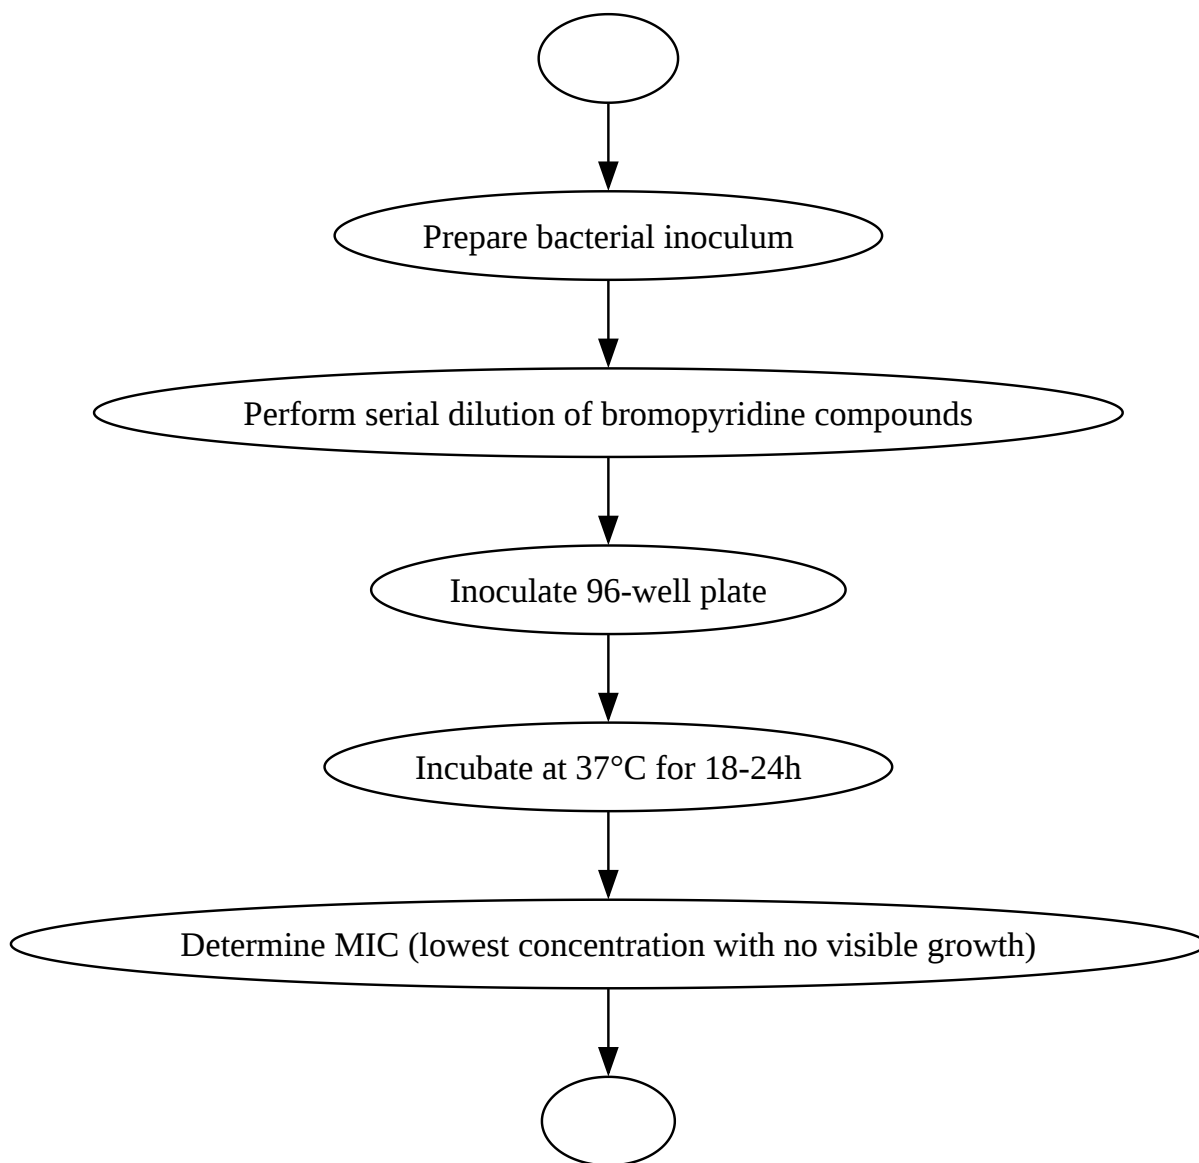 Prepare bacterial inoculum
Perform serial dilution of bromopyridine compounds
Inoculate 96-well plate
Incubate at 37°C for 18-24h
Determine MIC (lowest concentration with no visible growth)